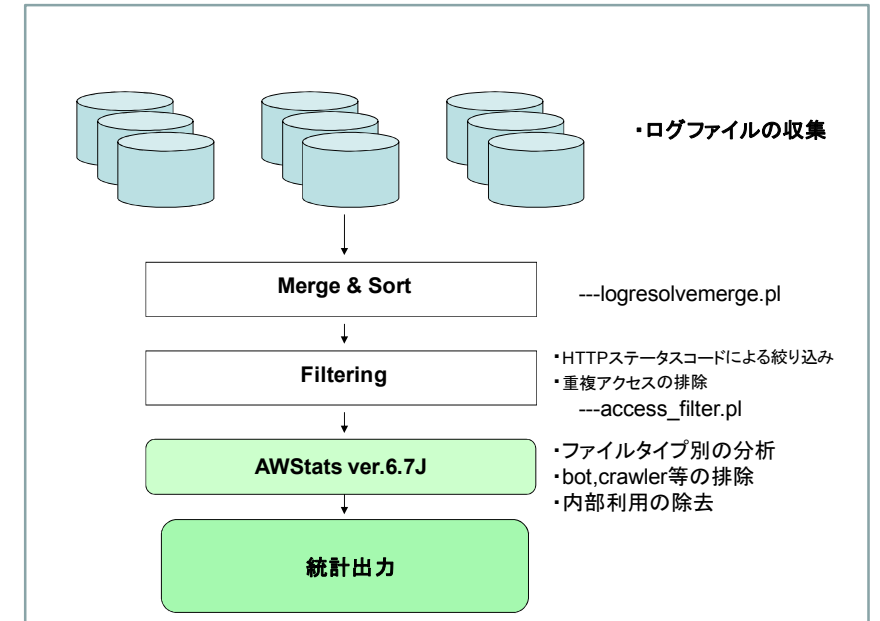 ・ログファイルの収集
Merge & Sort
---logresolvemerge.pl
Filtering
・HTTPステータスコードによる絞り込み
・重複アクセスの排除
---access_filter.pl
AWStats ver.6.7J
・ファイルタイプ別の分析
・bot,crawler等の排除
・内部利用の除去
統計出力